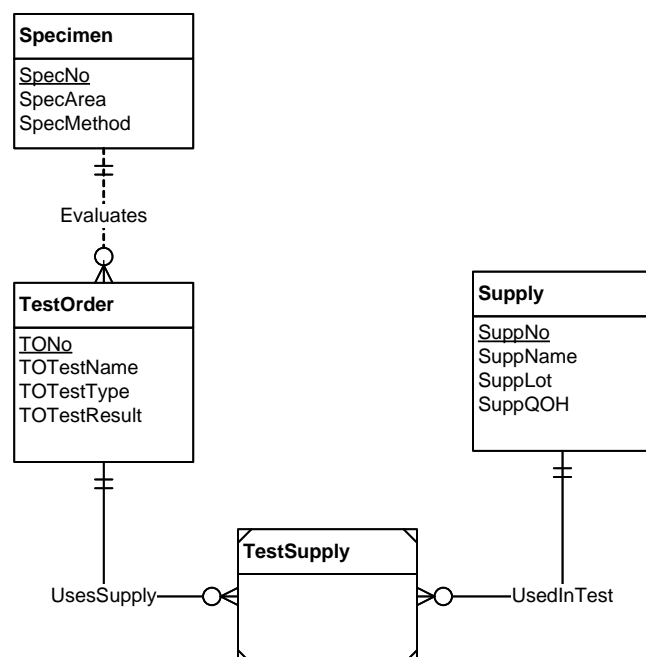 Specimen
SpecNo
SpecArea
SpecMethod
Evaluates
TestOrder
TONo
TOTestName
TOTestType
TOTestResult
Supply
SuppNo
SuppName
SuppLot
SuppQOH
TestSupply
UsesSupply
UsedInTest